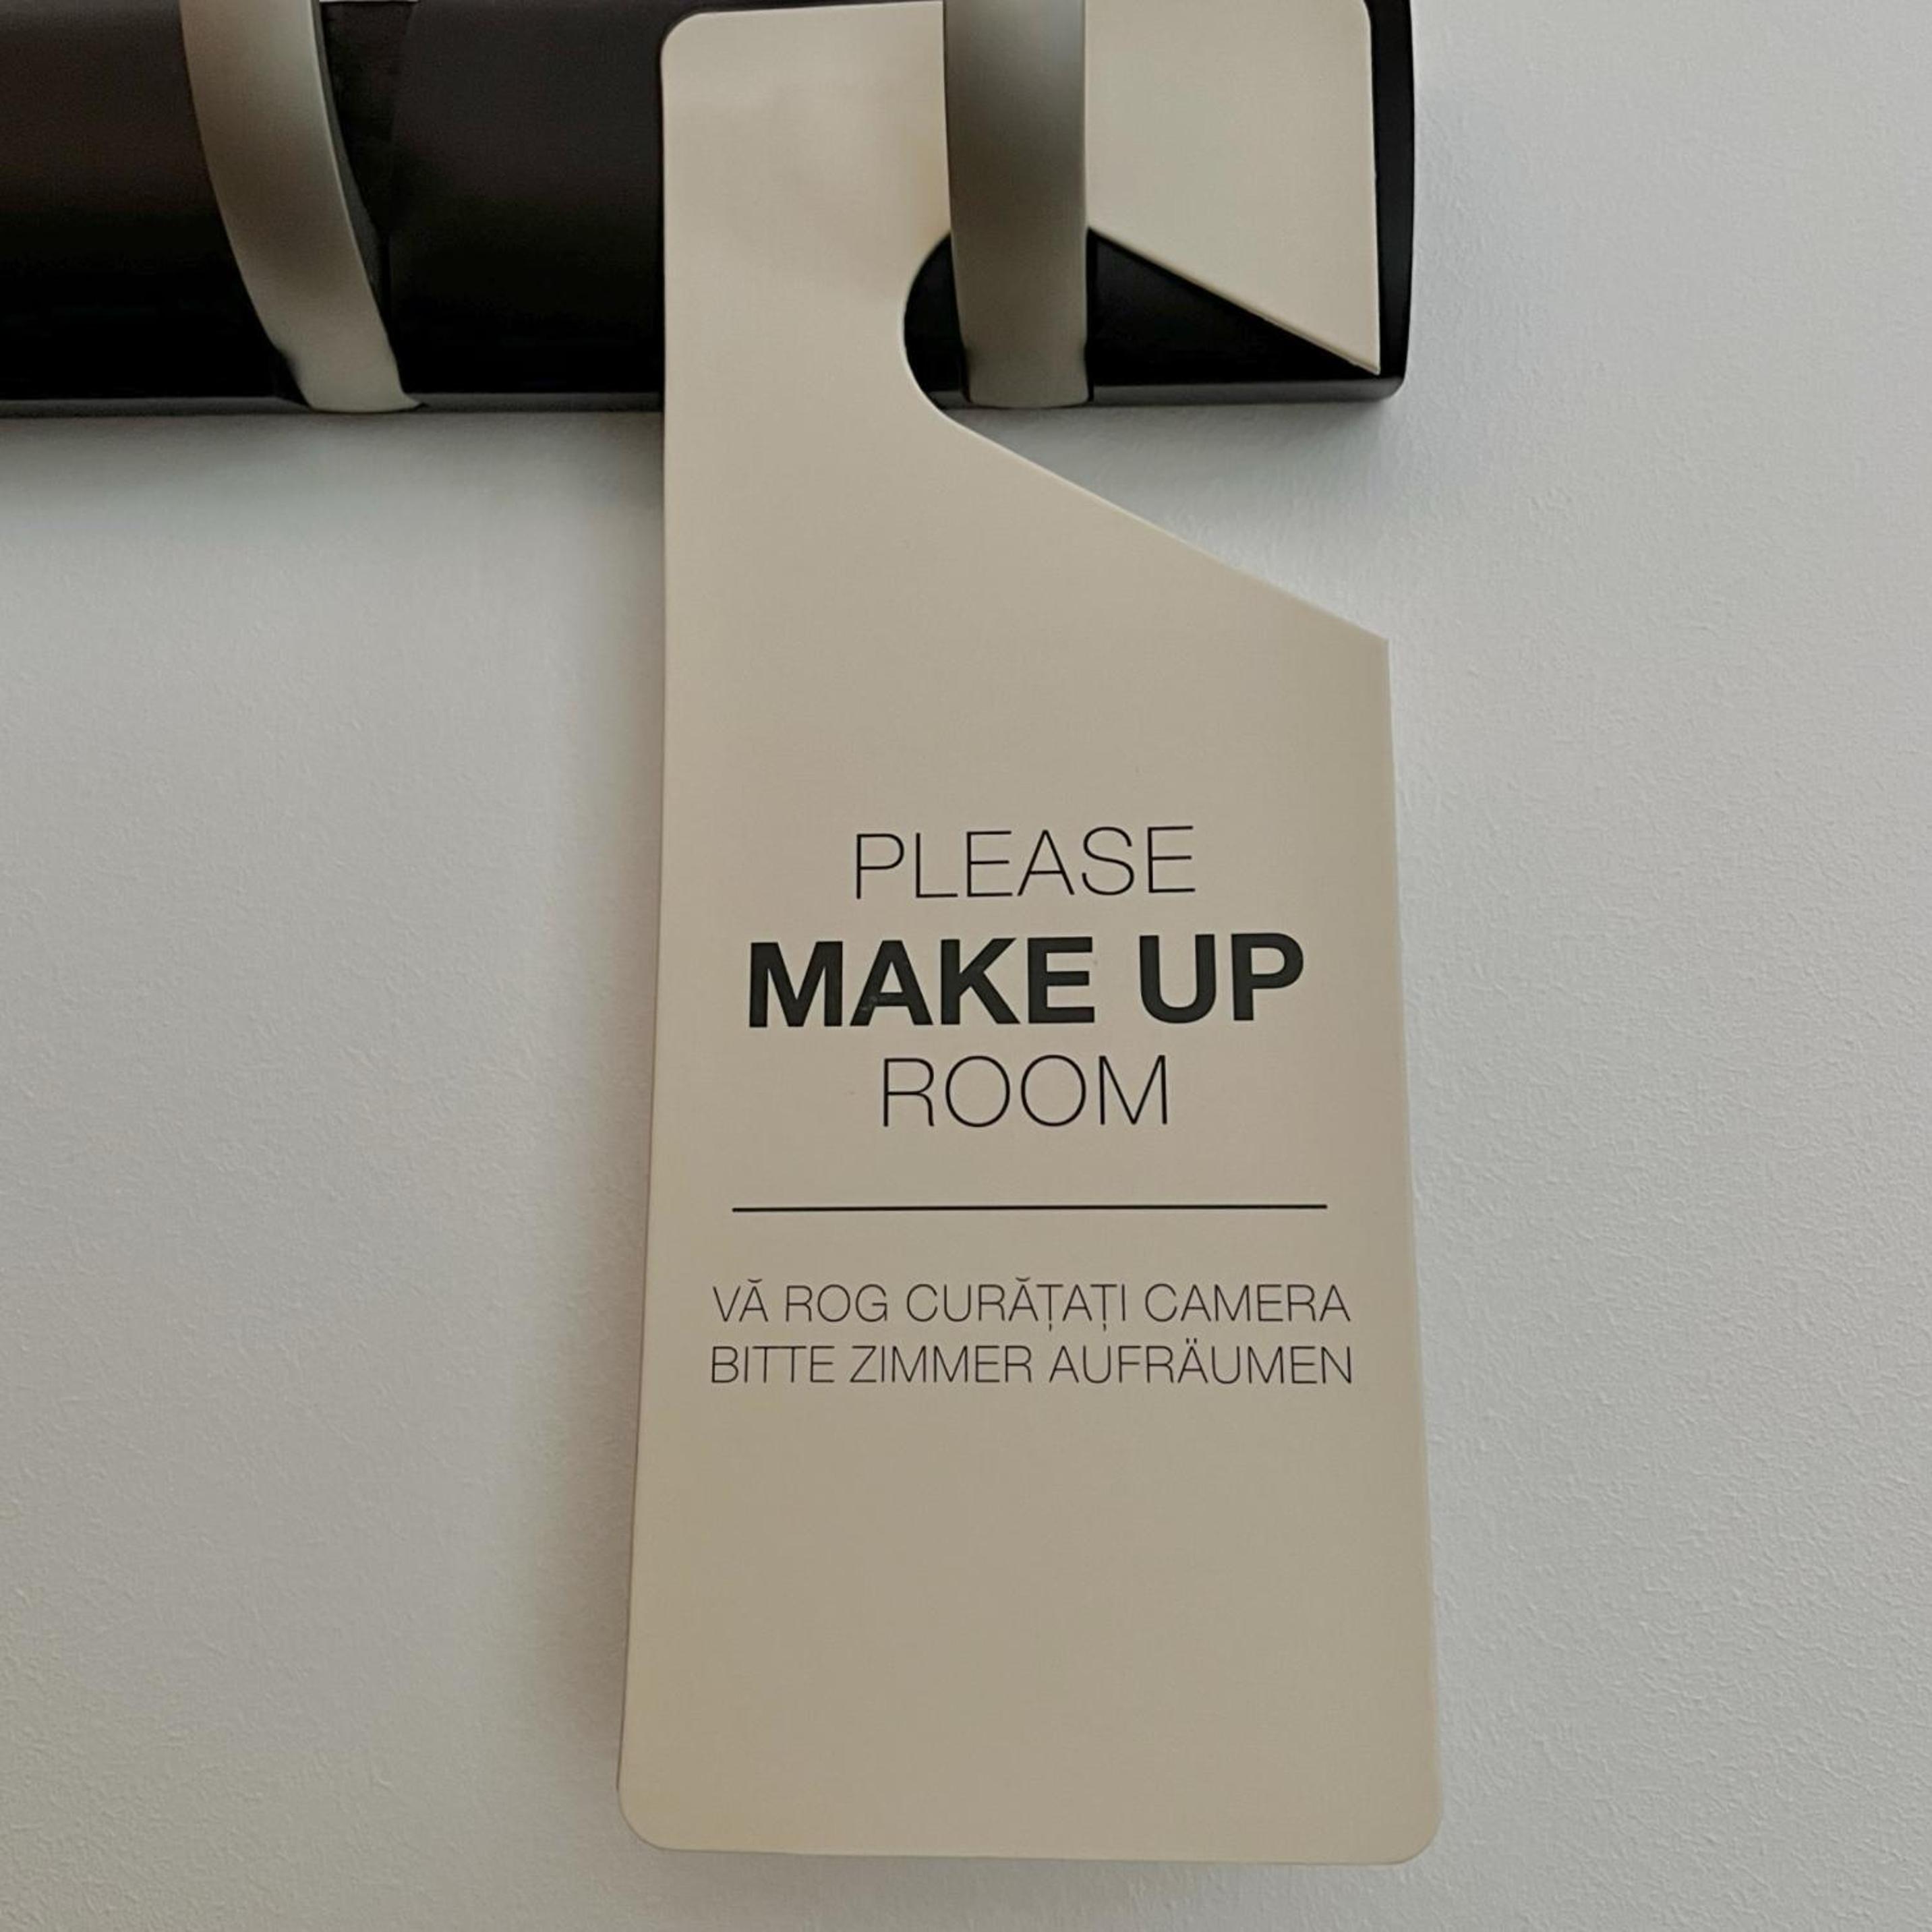 PLEASE
MAKE UP
ROOM
VĂ ROG CURĂȚAȚI CAMERA
BITTE ZIMMER AUFRÄUMEN